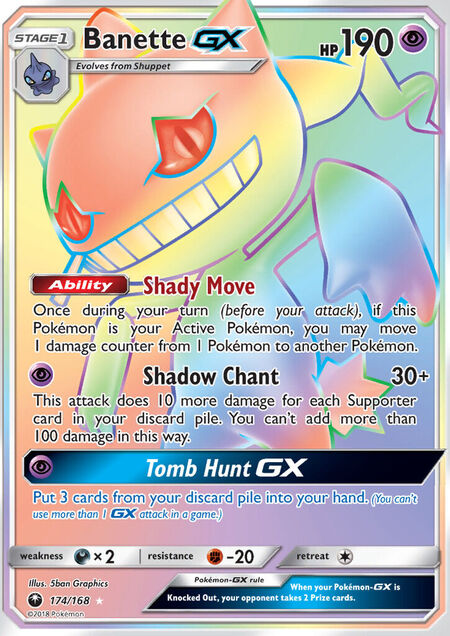 STAGE 1
Banette GX
HP 190
Evolves from Shuppet
Ability Shady Move
Once during your turn (before your attack), if this
Pokémon is your Active Pokémon, you may move
1 damage counter from 1 Pokémon to another Pokémon.
Shadow Chant 30+
This attack does 10 more damage for each Supporter
card in your discard pile. You can't add more than
100 damage in this way.
Tomb Hunt GX
Put 3 cards from your discard pile into your hand. (You can't
use more than 1 GX attack in a game.)
weakness ×2 resistance -20 retreat
Illus. 5ban Graphics
174/168
©2018 Pokémon
Pokémon-GX rule
When your Pokémon-GX is
Knocked Out, your opponent takes 2 Prize cards.